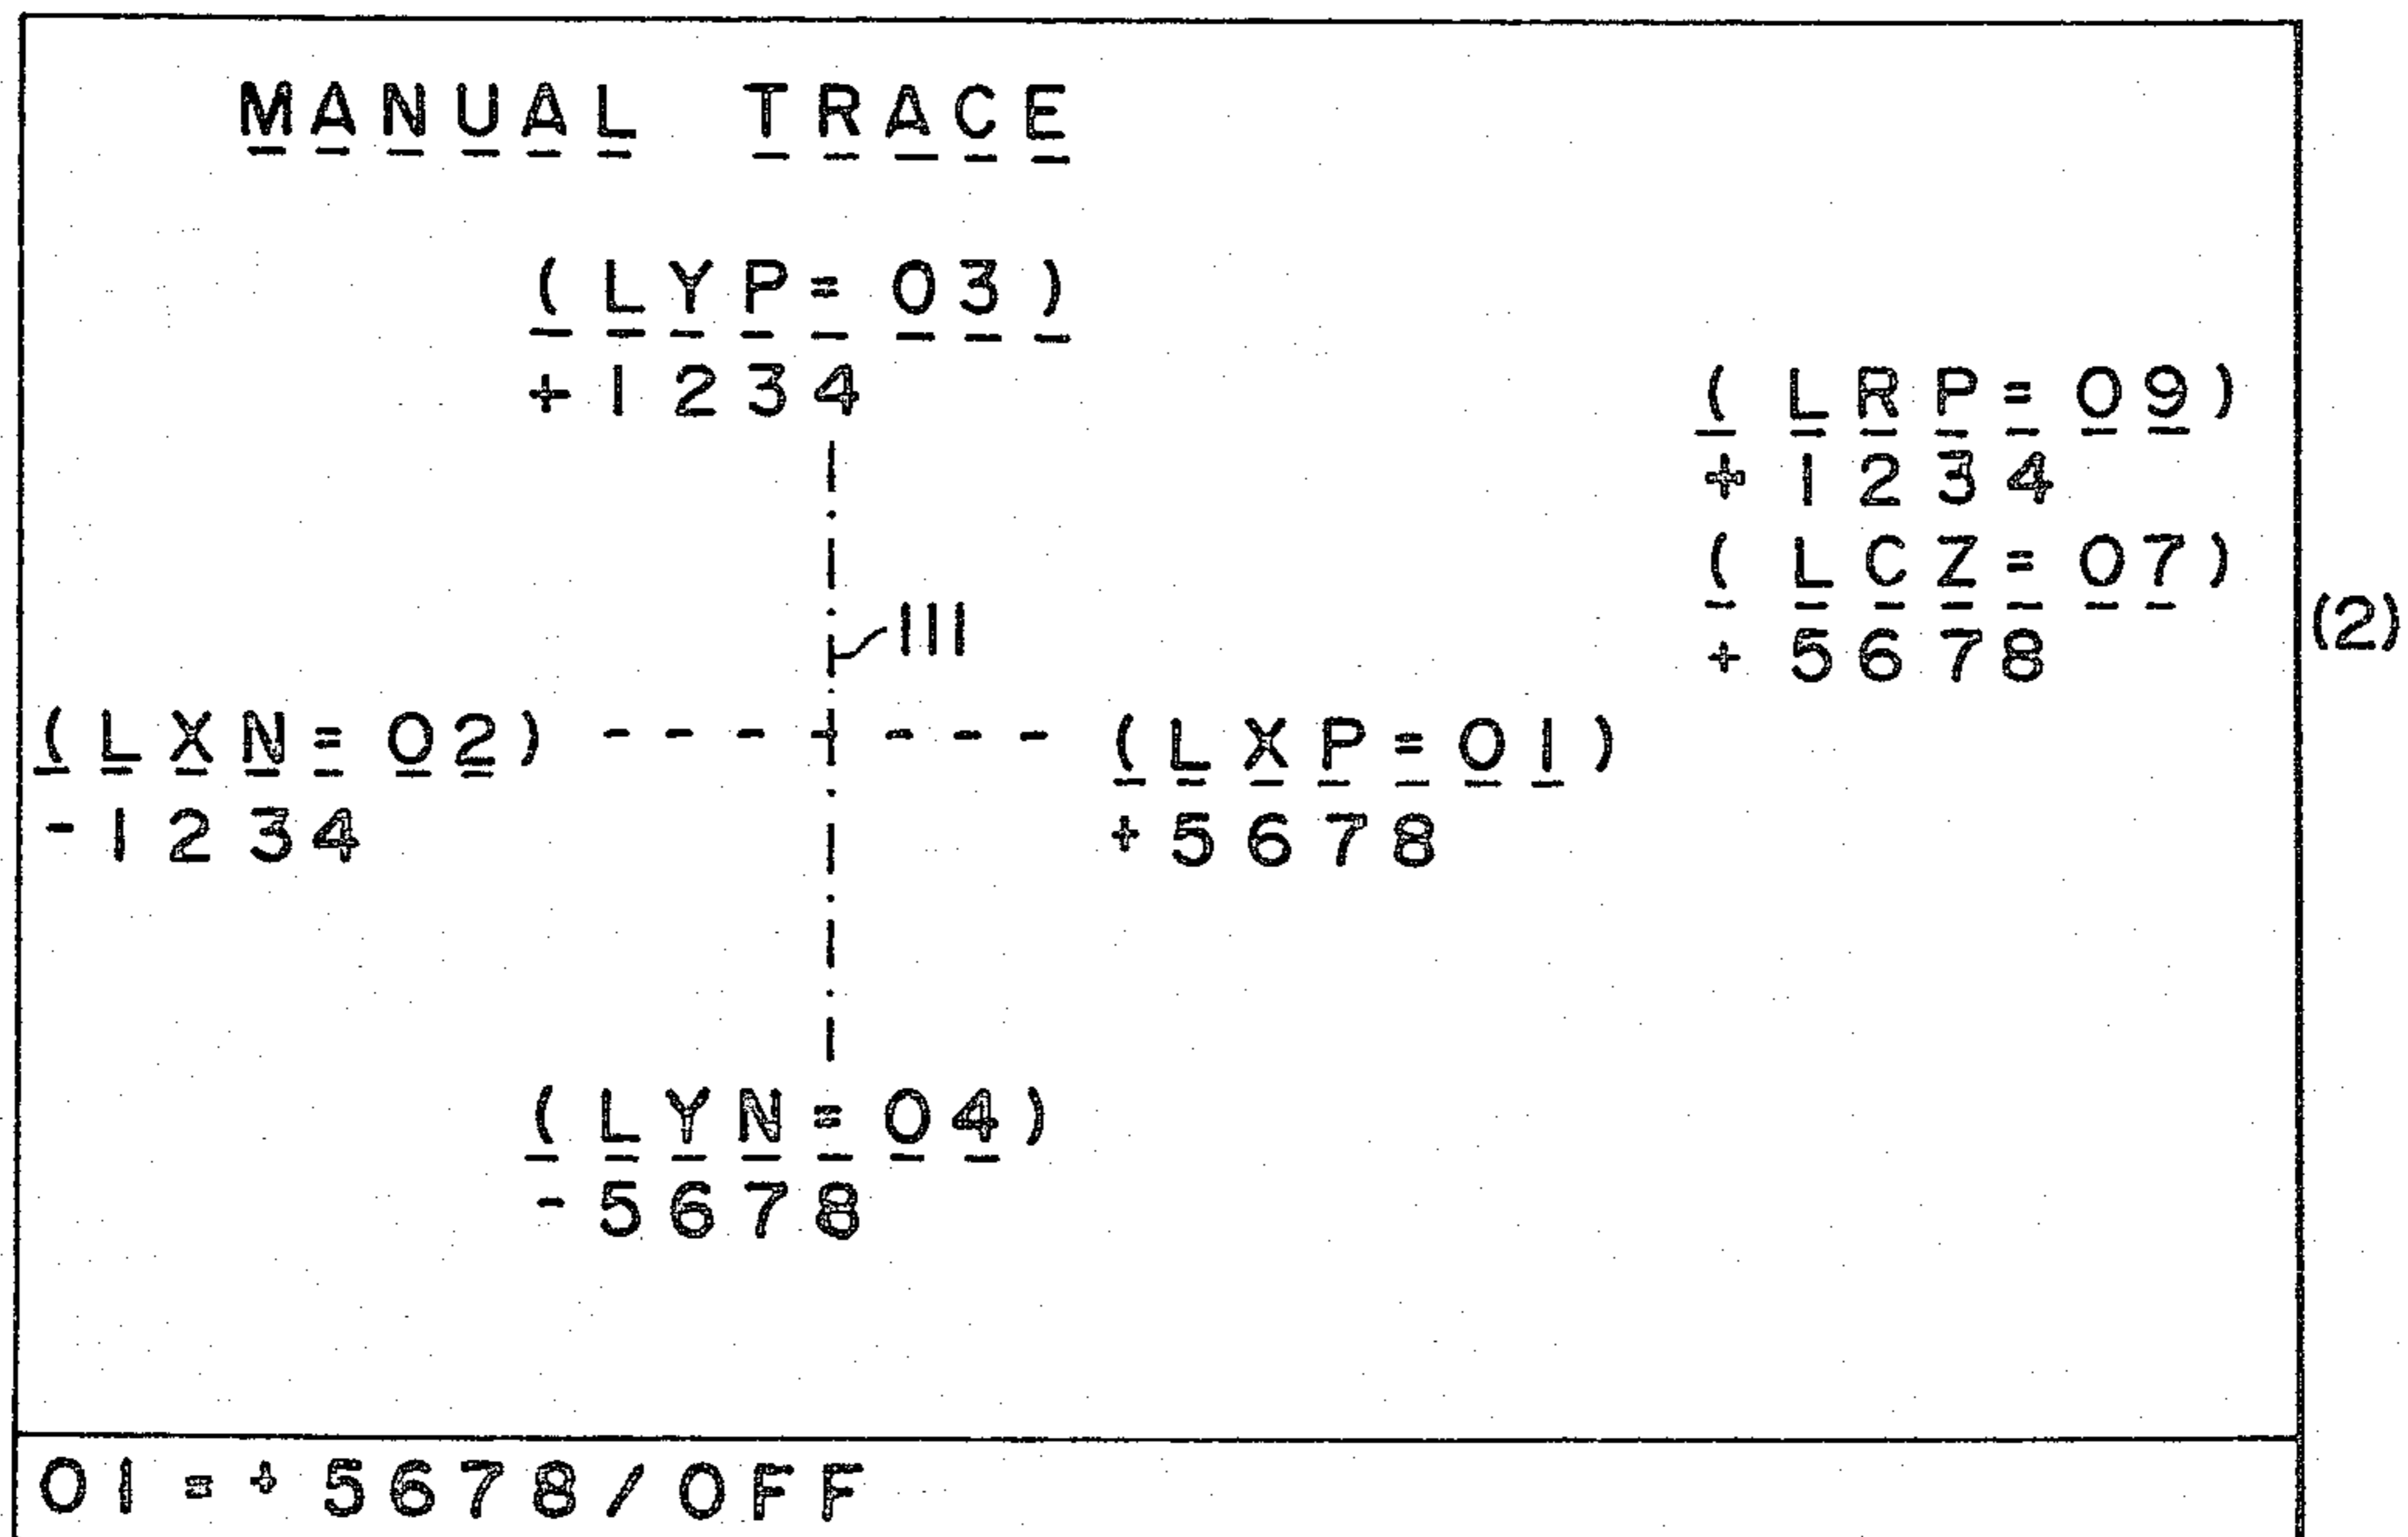 MANUAL TRACE
(LYP=03)
+1234
(LRP=09)
+1234
(LCZ=07)
+5678
(2)
111
(LXN=02) - - - + - - - (LXP=01)
-1234
+5678
(LYN=04)
-5678
01=+5678/OFF